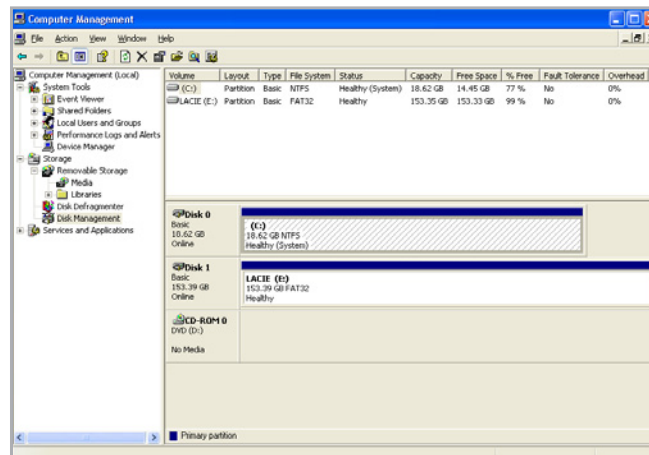 Computer Management
File Action View Window Help
Computer Management (Local)
System Tools
Event Viewer
Shared Folders
Local Users and Groups
Performance Logs and Alerts
Device Manager
Storage
Removable Storage
Media
Libraries
Disk Defragmenter
Disk Management
Services and Applications
Volume Layout Type File System Status Capacity Free Space % Free Fault Tolerance Overhead
(C:) Partition Basic NTFS Healthy (System) 18.62 GB 14.45 GB 77 % No 0%
LACIE (E:) Partition Basic FAT32 Healthy 153.35 GB 153.33 GB 99 % No 0%
Disk 0
Basic
18.62 GB
Online
(C:)
18.62 GB NTFS
Healthy (System)
Disk 1
Basic
153.39 GB
Online
LACIE (E:)
153.39 GB FAT32
Healthy
CD-ROM 0
DVD (D:)
No Media
Primary partition